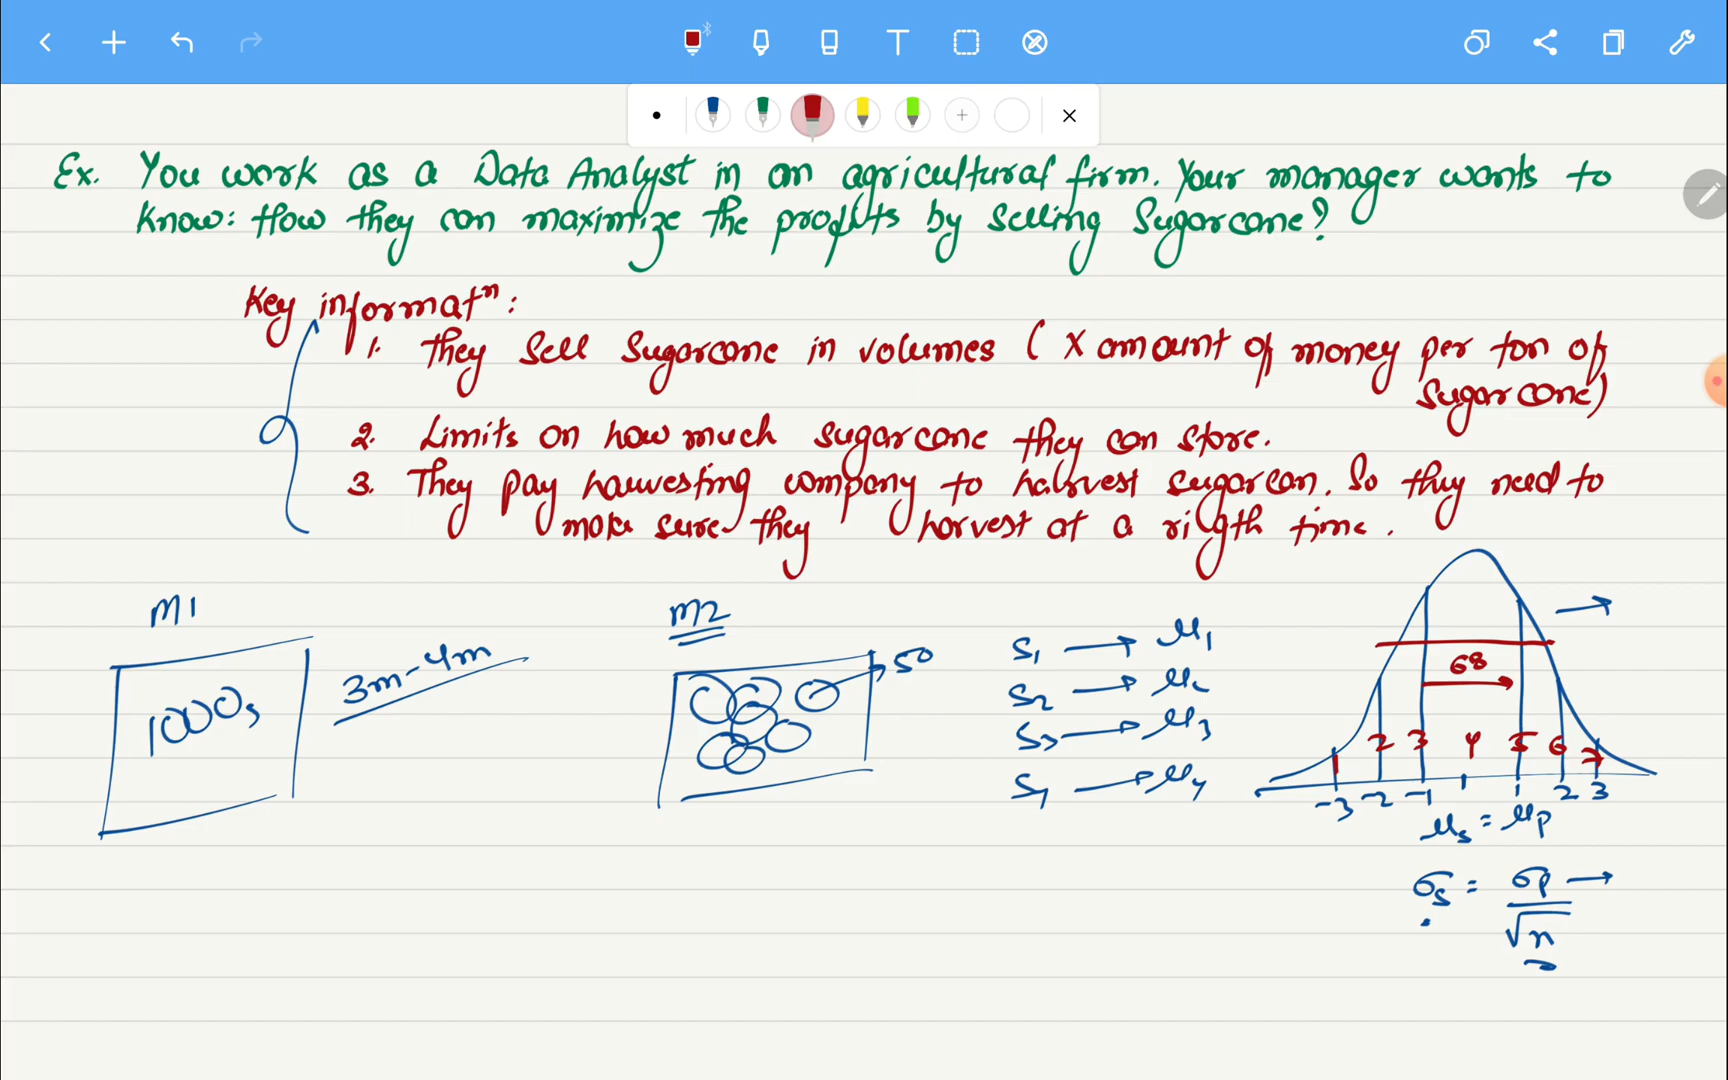 T
Ex. You work as a Data Analyst in an agricultural firm. Your manager wants to
know: How they can maximize the profits by selling Sugarcane?
Key informatⁿ:
1. They sell sugarcane in volumes ( X amount of money per ton of
sugarcane)
2. Limits on how much sugarcane they can store.
3. They pay hauvesting company to halrvest sugarcan. So they need to
make sure they harvest at a rigth time.
M1
1000s
3m-4m
M2
50
S1 → μ1
S2 → μ2
S3 → μ3
S4 → μ4
68
1 2 3 4 5 6 7
-3 -2 -1 1 2 3
μs = μp
σs = σp →
√n